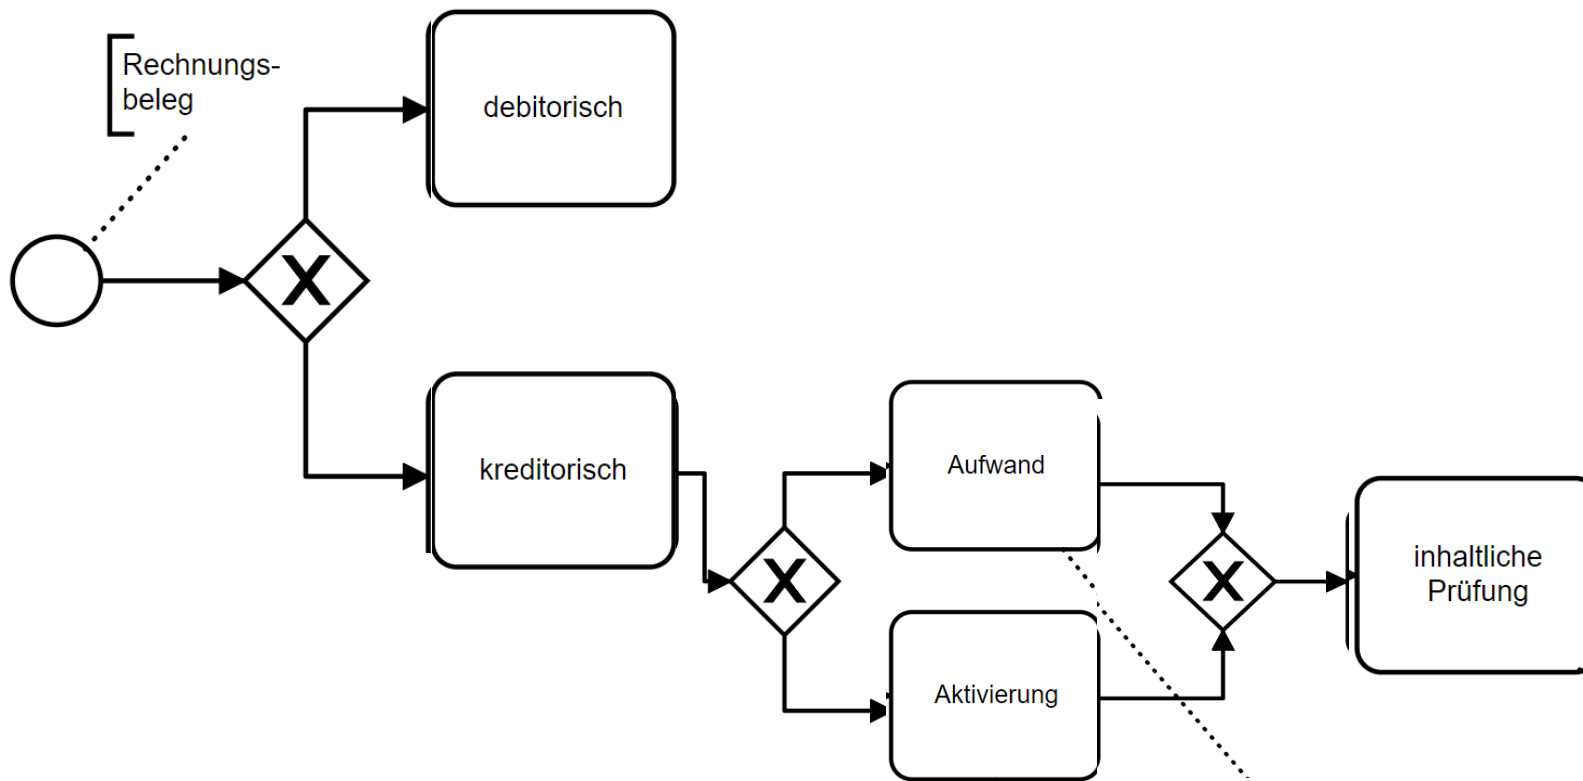 Rechnungs-
beleg
debitorisch
X
kreditorisch
Aufwand
X
X
Aktivierung
inhaltliche
Prüfung